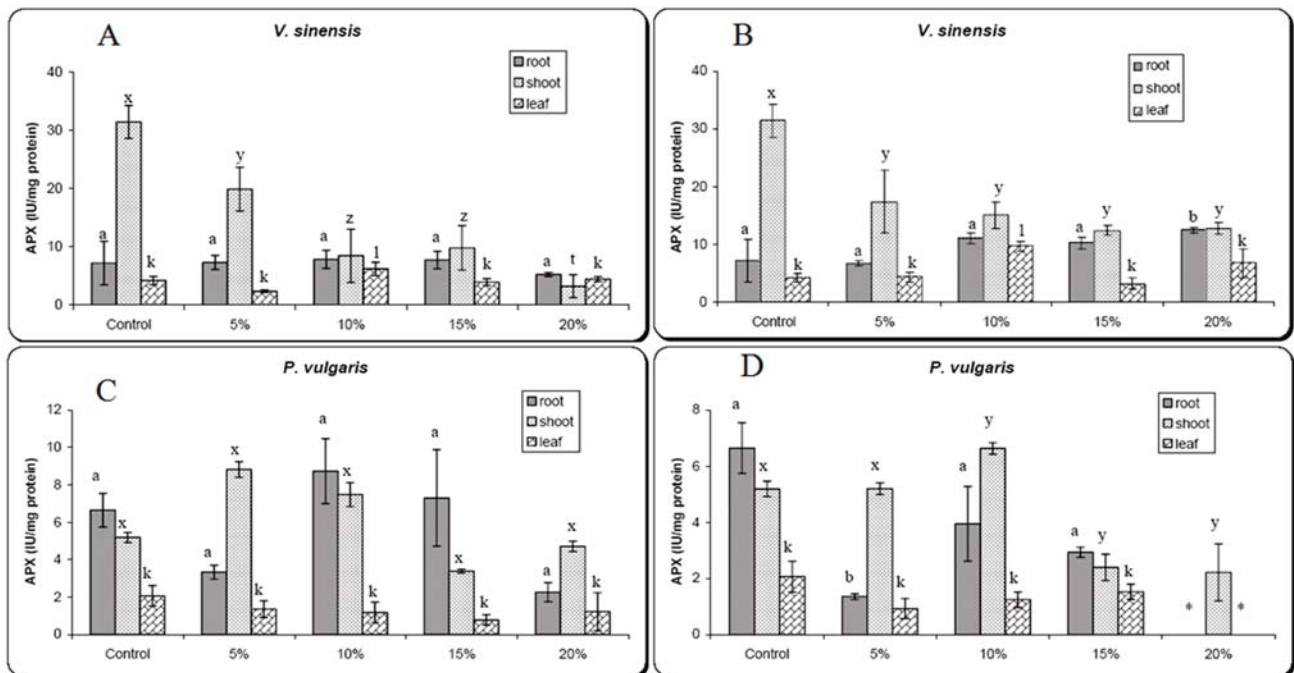 A
V. sinensis
root
shoot
leaf
APX (IU/mg protein)
40
30
20
10
0
a x k
a y k
a z l
a z k
a t k
Control 5% 10% 15% 20%
B
V. sinensis
root
shoot
leaf
APX (IU/mg protein)
40
30
20
10
0
a x k
a y k
a y l
a y k
b y k
Control 5% 10% 15% 20%
C
P. vulgaris
root
shoot
leaf
APX (IU/mg protein)
12
10
8
6
4
2
0
a x k
a x k
a x k
a x k
a x k
Control 5% 10% 15% 20%
D
P. vulgaris
root
shoot
leaf
APX (IU/mg protein)
8
6
4
2
0
a x k
b x k
a y k
a y k
* y *
Control 5% 10% 15% 20%